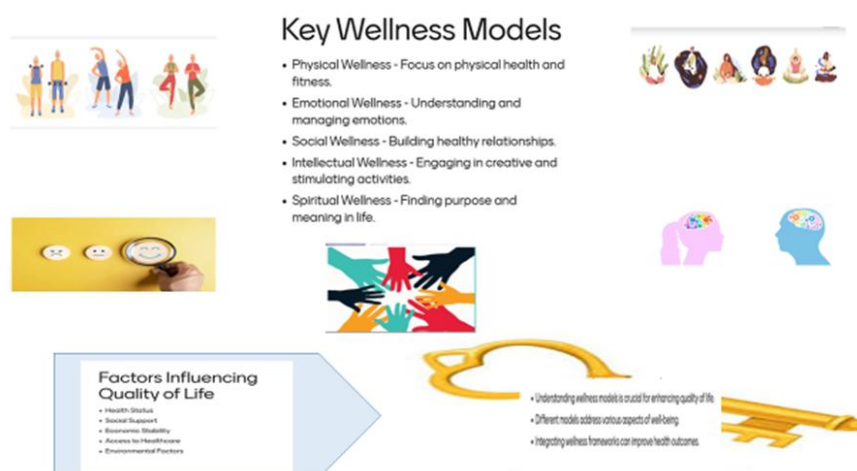 Key Wellness Models
• Physical Wellness - Focus on physical health and
fitness.
• Emotional Wellness - Understanding and
managing emotions.
• Social Wellness - Building healthy relationships.
• Intellectual Wellness - Engaging in creative and
stimulating activities.
• Spiritual Wellness - Finding purpose and
meaning in life.
Factors Influencing
Quality of Life
• Health Status
• Social Support
• Economic Stability
• Access to Healthcare
• Environmental Factors
• Understanding wellness models is crucial for enhancing quality of life.
• Different models address various aspects of well-being.
• Integrating wellness frameworks can improve health outcomes.